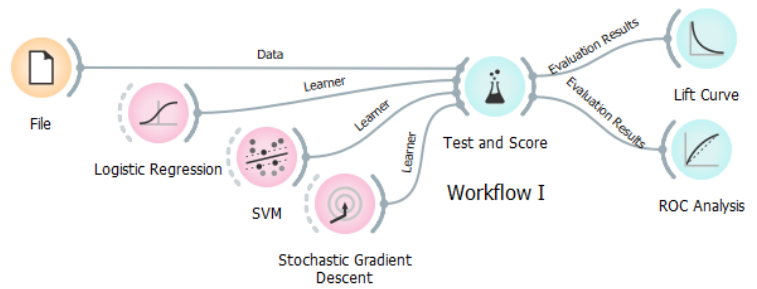 Data
Evaluation Results
Lift Curve
File
Learner
Logistic Regression
Learner
Test and Score
Evaluation Results
SVM
Learner
Workflow I
ROC Analysis
Stochastic Gradient
Descent